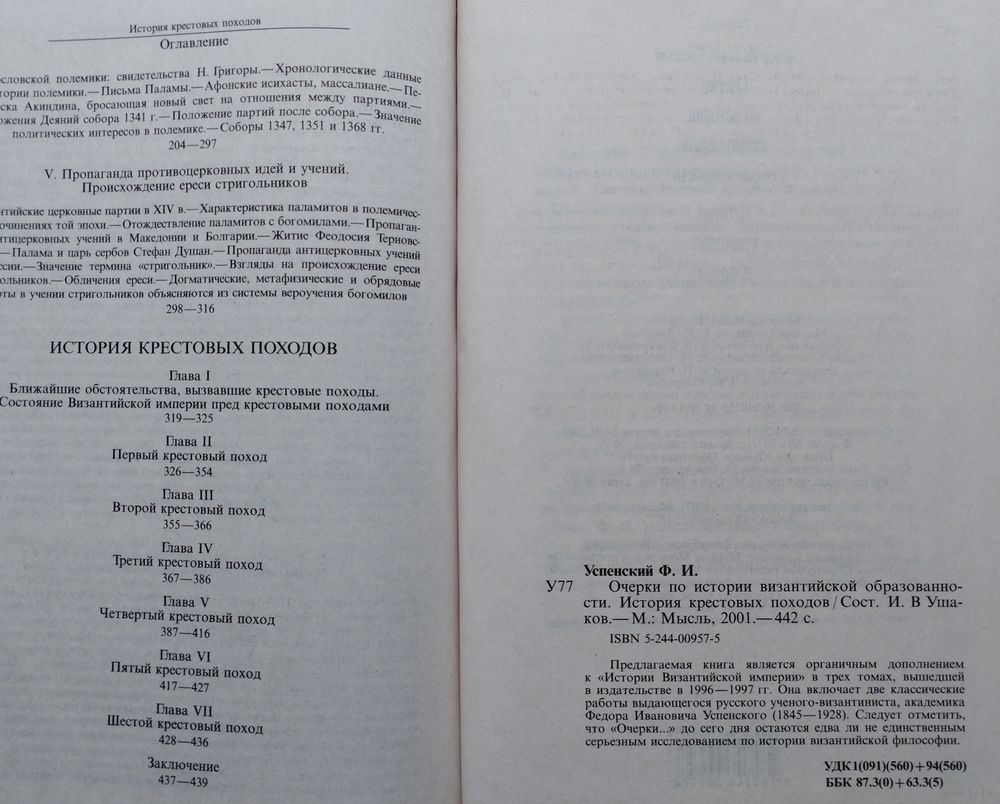 История крестовых походов
Оглавление
словской полемики: свидетельства Н. Григоры.—Хронологические данные
тории полемики.—Письма Паламы.—Афонские исихасты, массалиане.—Пе-
ска Акиндина, бросающая новый свет на отношения между партиями.—
ожения Деяний собора 1341 г.—Положение партий после собора.—Значение
политических интересов в полемике.—Соборы 1347, 1351 и 1368 гг.
204—297
V. Пропаганда противоцерковных идей и учений.
Происхождение ереси стригольников
нтийские церковные партии в XIV в.—Характеристика паламитов в полемичес-
очинениях той эпохи.—Отождествление паламитов с богомилами.—Пропаган-
нтицерковных учений в Македонии и Болгарии.—Житие Феодосия Терновс-
—Палама и царь сербов Стефан Душан.—Пропаганда антицерковных учений
ссии.—Значение термина «стригольник».—Взгляды на происхождение ереси
ольников.—Обличения ереси.—Догматические, метафизические и обрядовые
ты в учении стригольников объясняются из системы вероучения богомилов
298—316
ИСТОРИЯ КРЕСТОВЫХ ПОХОДОВ
Глава I
Ближайшие обстоятельства, вызвавшие крестовые походы.
Состояние Византийской империи пред крестовыми походами
319—325
Глава II
Первый крестовый поход
326—354
Глава III
Второй крестовый поход
355—366
Глава IV
Третий крестовый поход
367—386
Глава V
Четвертый крестовый поход
387—416
Глава VI
Пятый крестовый поход
417—427
Глава VII
Шестой крестовый поход
428—436
Заключение
437—439
Успенский Ф. И.
У77 Очерки по истории византийской образованно-
сти. История крестовых походов / Сост. И. В Уша-
ков.— М.: Мысль, 2001.— 442 с.
ISBN 5-244-00957-5
Предлагаемая книга является органичным дополнением
к «Истории Византийской империи» в трех томах, вышедшей
в издательстве в 1996—1997 гг. Она включает две классические
работы выдающегося русского ученого-византиниста, академика
Федора Ивановича Успенского (1845—1928). Следует отметить,
что «Очерки...» до сего дня остаются едва ли не единственным
серьезным исследованием по истории византийской философии.
УДК 1(091)(560)+94(560)
ББК 87.3(0)+63.3(5)